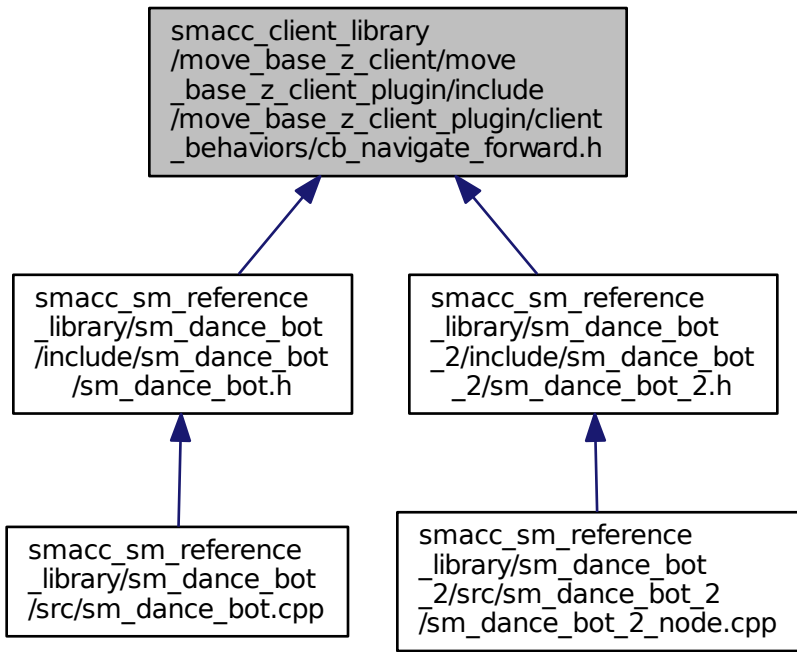 smacc_client_library
/move_base_z_client/move
_base_z_client_plugin/include
/move_base_z_client_plugin/client
_behaviors/cb_navigate_forward.h
smacc_sm_reference
_library/sm_dance_bot
/include/sm_dance_bot
/sm_dance_bot.h
smacc_sm_reference
_library/sm_dance_bot
_2/include/sm_dance_bot
_2/sm_dance_bot_2.h
smacc_sm_reference
_library/sm_dance_bot
/src/sm_dance_bot.cpp
smacc_sm_reference
_library/sm_dance_bot
_2/src/sm_dance_bot_2
/sm_dance_bot_2_node.cpp